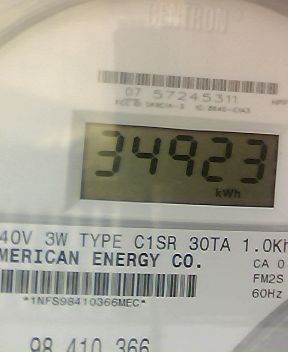 CENTRON
07 57245311
34923
kWh
40V 3W TYPE C1SR 30TA 1.0Kh
MERICAN ENERGY CO.
CA 0
FM2S
60Hz
*1NFS98410366MEC*
98 410 366